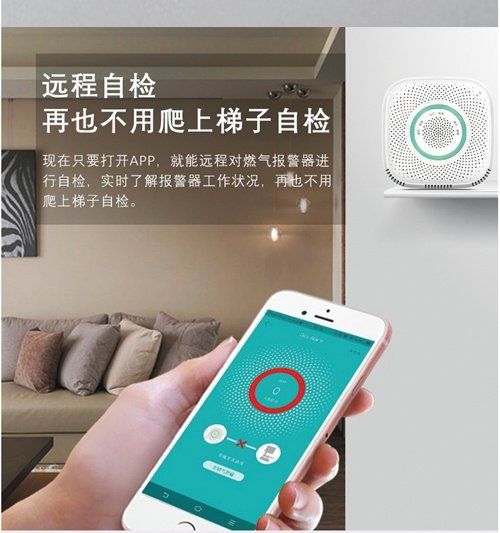 远程自检
再也不用爬上梯子自检
现在只要打开APP，就能远程对燃气报警器进
行自检，实时了解报警器工作状况，再也不用
爬上梯子自检。
Gas Alarm
0